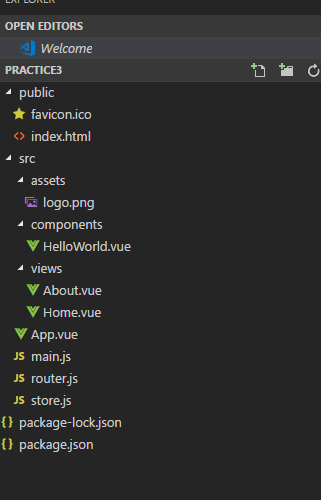 EXPLORER
OPEN EDITORS
Welcome
PRACTICE3
public
favicon.ico
index.html
src
assets
logo.png
components
HelloWorld.vue
views
About.vue
Home.vue
App.vue
JS main.js
JS router.js
JS store.js
{ } package-lock.json
{ } package.json